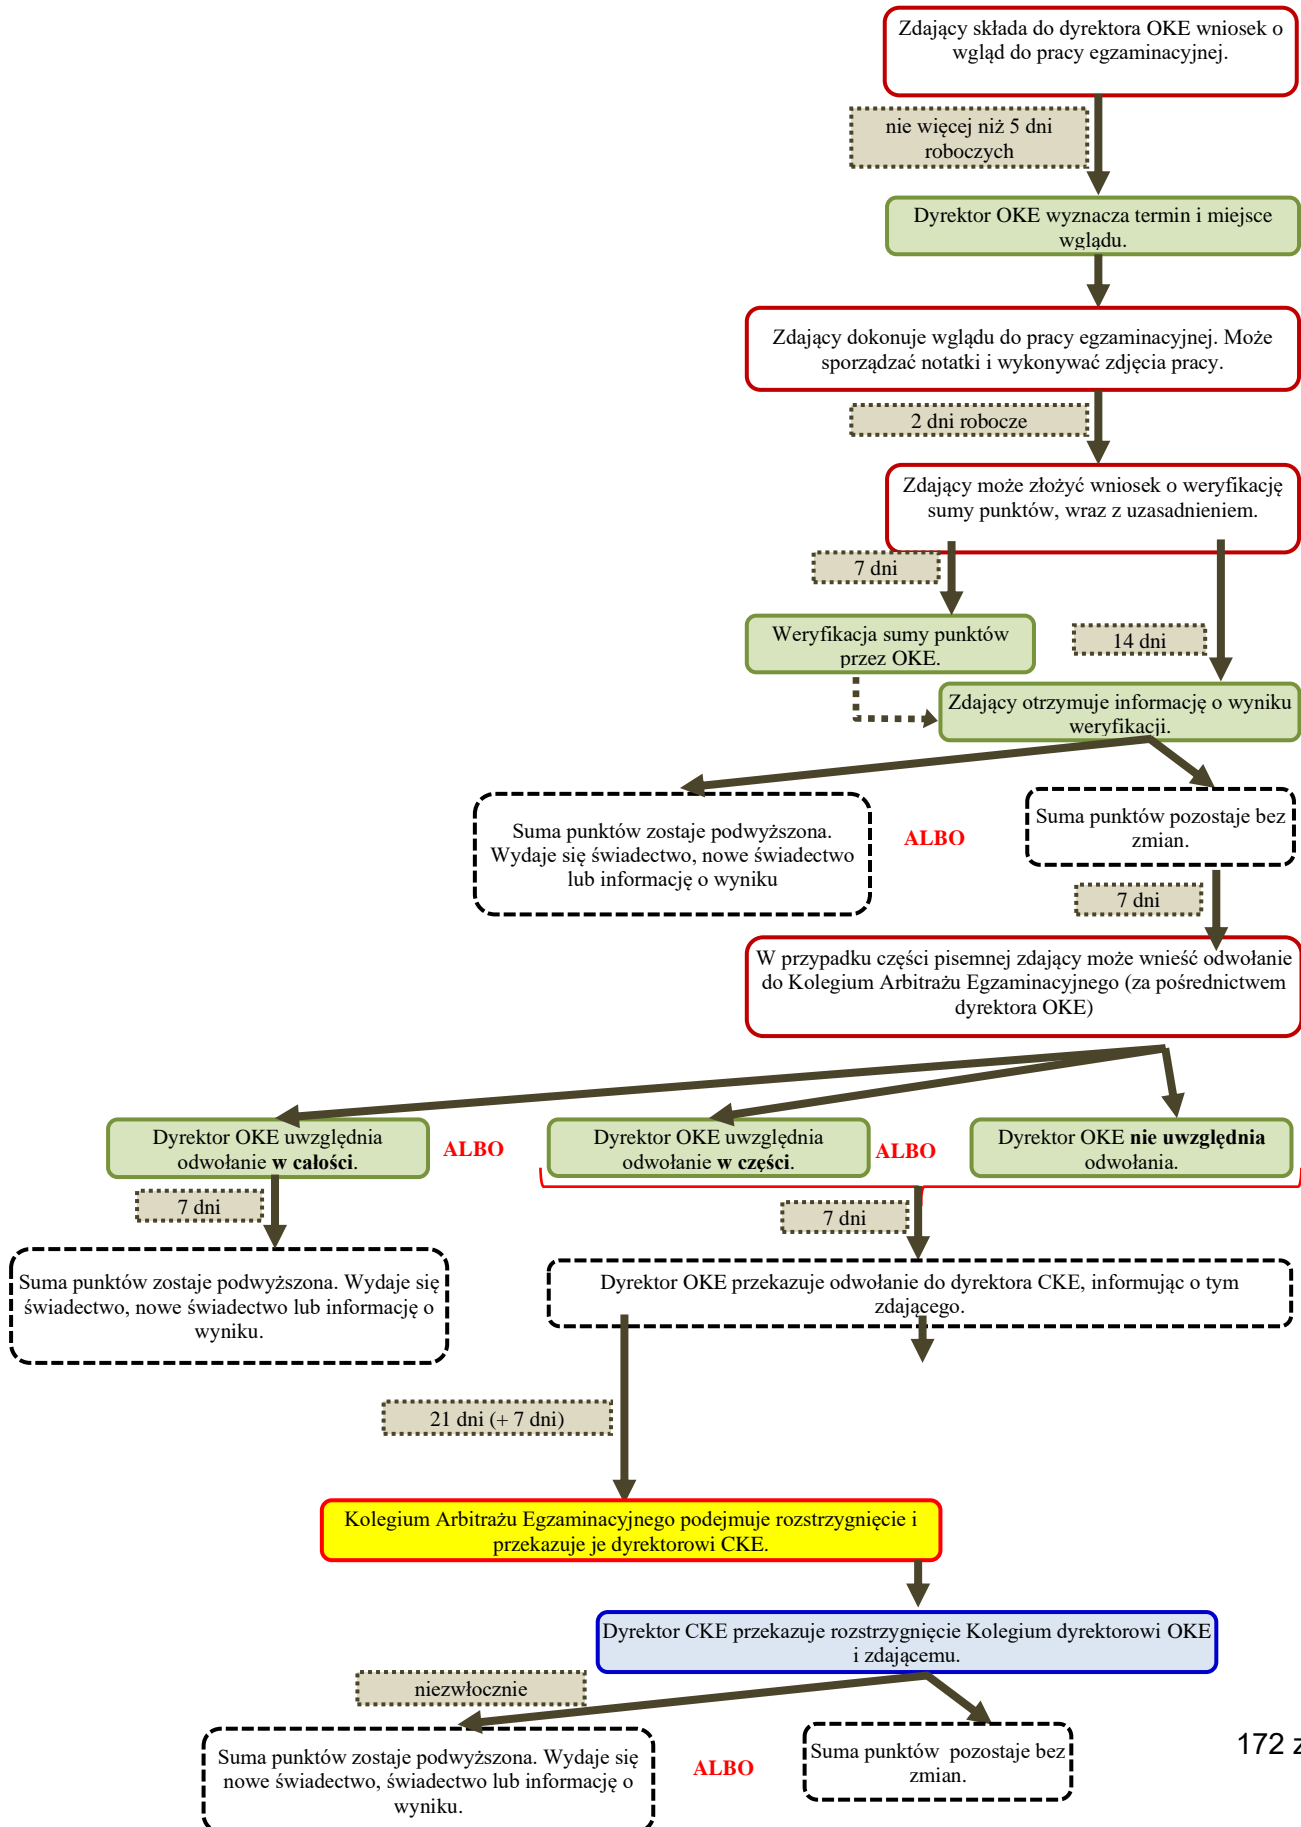 Zdający składa do dyrektora OKE wniosek o
wgląd do pracy egzaminacyjnej.
nie więcej niż 5 dni
roboczych
Dyrektor OKE wyznacza termin i miejsce
wglądu.
Zdający dokonuje wglądu do pracy egzaminacyjnej. Może
sporządzać notatki i wykonywać zdjęcia pracy.
2 dni robocze
Zdający może złożyć wniosek o weryfikację
sumy punktów, wraz z uzasadnieniem.
7 dni
Weryfikacja sumy punktów
przez OKE.
14 dni
Zdający otrzymuje informację o wyniku
weryfikacji.
Suma punktów zostaje podwyższona.
Wydaje się świadectwo, nowe świadectwo
lub informację o wyniku
ALBO
Suma punktów pozostaje bez
zmian.
7 dni
W przypadku części pisemnej zdający może wnieść odwołanie
do Kolegium Arbitrażu Egzaminacyjnego (za pośrednictwem
dyrektora OKE)
Dyrektor OKE uwzględnia
odwołanie w całości.
ALBO
Dyrektor OKE uwzględnia
odwołanie w części.
ALBO
Dyrektor OKE nie uwzględnia
odwołania.
7 dni
7 dni
Suma punktów zostaje podwyższona. Wydaje się
świadectwo, nowe świadectwo lub informację o
wyniku.
Dyrektor OKE przekazuje odwołanie do dyrektora CKE, informując o tym
zdającego.
21 dni (+ 7 dni)
Kolegium Arbitrażu Egzaminacyjnego podejmuje rozstrzygnięcie i
przekazuje je dyrektorowi CKE.
Dyrektor CKE przekazuje rozstrzygnięcie Kolegium dyrektorowi OKE
i zdającemu.
niezwłocznie
Suma punktów zostaje podwyższona. Wydaje się
nowe świadectwo, świadectwo lub informację o
wyniku.
ALBO
Suma punktów pozostaje bez
zmian.
172 z